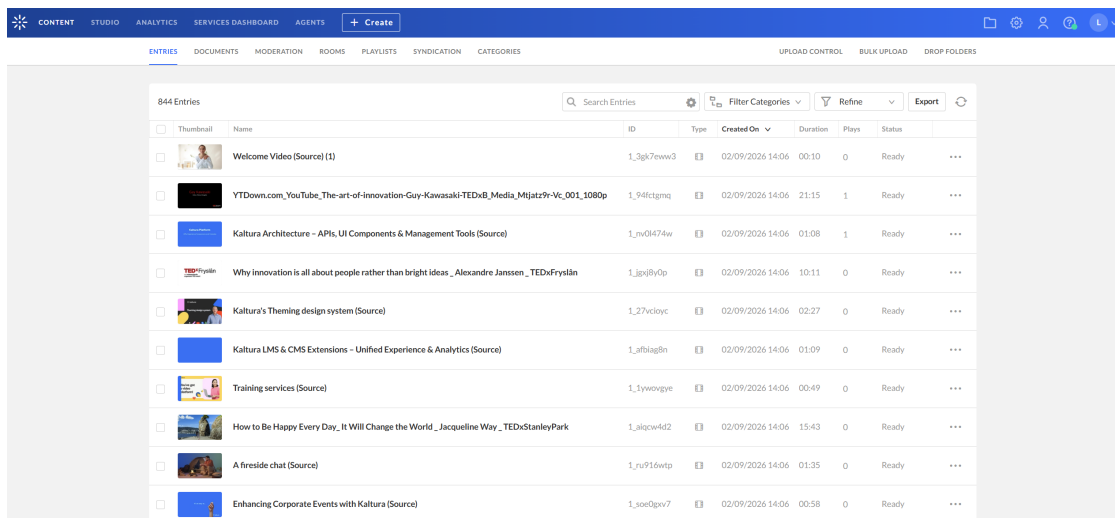 CONTENT STUDIO ANALYTICS SERVICES DASHBOARD AGENTS + Create L
ENTRIES DOCUMENTS MODERATION ROOMS PLAYLISTS SYNDICATION CATEGORIES UPLOAD CONTROL BULK UPLOAD DROP FOLDERS
844 Entries Search Entries Filter Categories Refine Export
Thumbnail Name ID Type Created On Duration Plays Status
Welcome Video (Source) (1) 1_3gk7eww3 02/09/2026 14:06 00:10 0 Ready
YTDown.com_YouTube_The-art-of-innovation-Guy-Kawasaki-TEDxB_Media_Mtjatz9r-Vc_001_1080p 1_94fctgmq 02/09/2026 14:06 21:15 1 Ready
Kaltura Architecture – APIs, UI Components & Management Tools (Source) 1_nv0l474w 02/09/2026 14:06 01:08 1 Ready
TEDxFryslân
Why innovation is all about people rather than bright ideas _ Alexandre Janssen _ TEDxFryslân 1_jgxj8y0p 02/09/2026 14:06 10:11 0 Ready
Kaltura's Theming design system (Source) 1_27vcioyc 02/09/2026 14:06 02:27 0 Ready
Kaltura LMS & CMS Extensions – Unified Experience & Analytics (Source) 1_afbiag8n 02/09/2026 14:06 01:09 0 Ready
Training services (Source) 1_1ywovgye 02/09/2026 14:06 00:49 0 Ready
How to Be Happy Every Day_ It Will Change the World _ Jacqueline Way _ TEDxStanleyPark 1_aiqcw4d2 02/09/2026 14:06 15:43 0 Ready
A fireside chat (Source) 1_ru916wtp 02/09/2026 14:06 01:35 0 Ready
Enhancing Corporate Events with Kaltura (Source) 1_soe0gxv7 02/09/2026 14:06 00:58 0 Ready